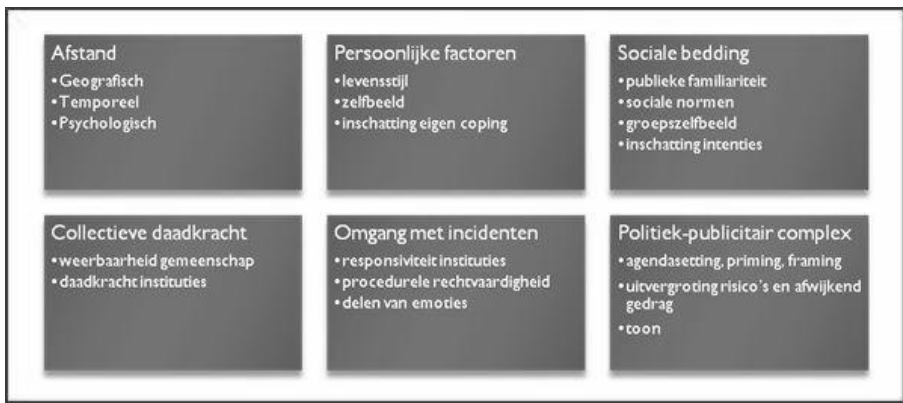 Afstand
•Geografisch
•Temporeel
•Psychologisch
Persoonlijke factoren
•levensstijl
•zelfbeeld
•inschatting eigen coping
Sociale bedding
•publieke familiariteit
•sociale normen
•groepszelfbeeld
•inschatting intenties
Collectieve daadkracht
•weerbaarheid gemeenschap
•daadkracht instituties
Omgang met incidenten
•responsiviteit instituties
•procedurele rechtvaardigheid
•delen van emoties
Politiek-publicitair complex
•agendasetting, priming, framing
•uitvergroting risico's en afwijkend
gedrag
•toon